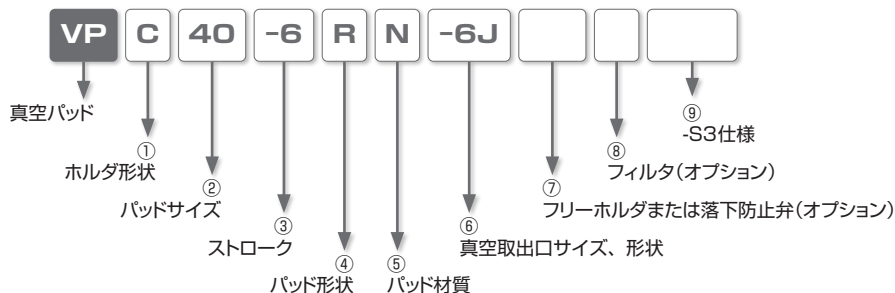 VP C 40 -6 R N -6J
真空パッド
①
ホルダ形状
②
パッドサイズ
③
ストローク
④
パッド形状
⑤
パッド材質
⑥
真空取出口サイズ、形状
⑦
フリーホルダまたは落下防止弁(オプション)
⑧
フィルタ(オプション)
⑨
-S3仕様